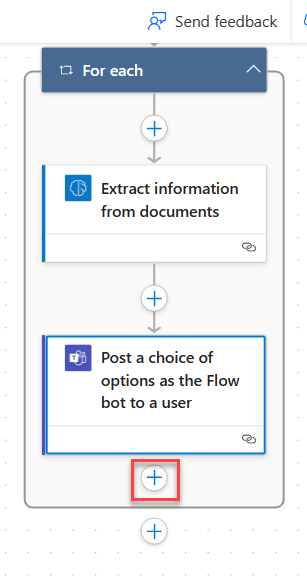 Send feedback
For each
Extract information
from documents
Post a choice of
options as the Flow
bot to a user